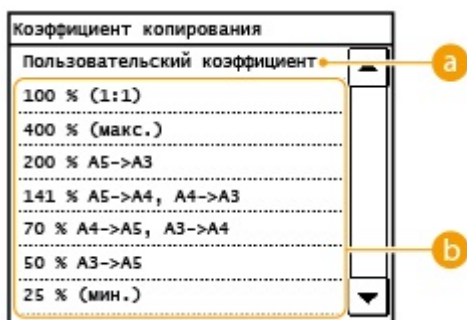 Коэффициент копирования
Пользовательский коэффициент
a
100 % (1:1)
400 % (макс.)
200 % A5->A3
141 % A5->A4, A4->A3
70 % A4->A5, A3->A4
b
50 % A3->A5
25 % (мин.)